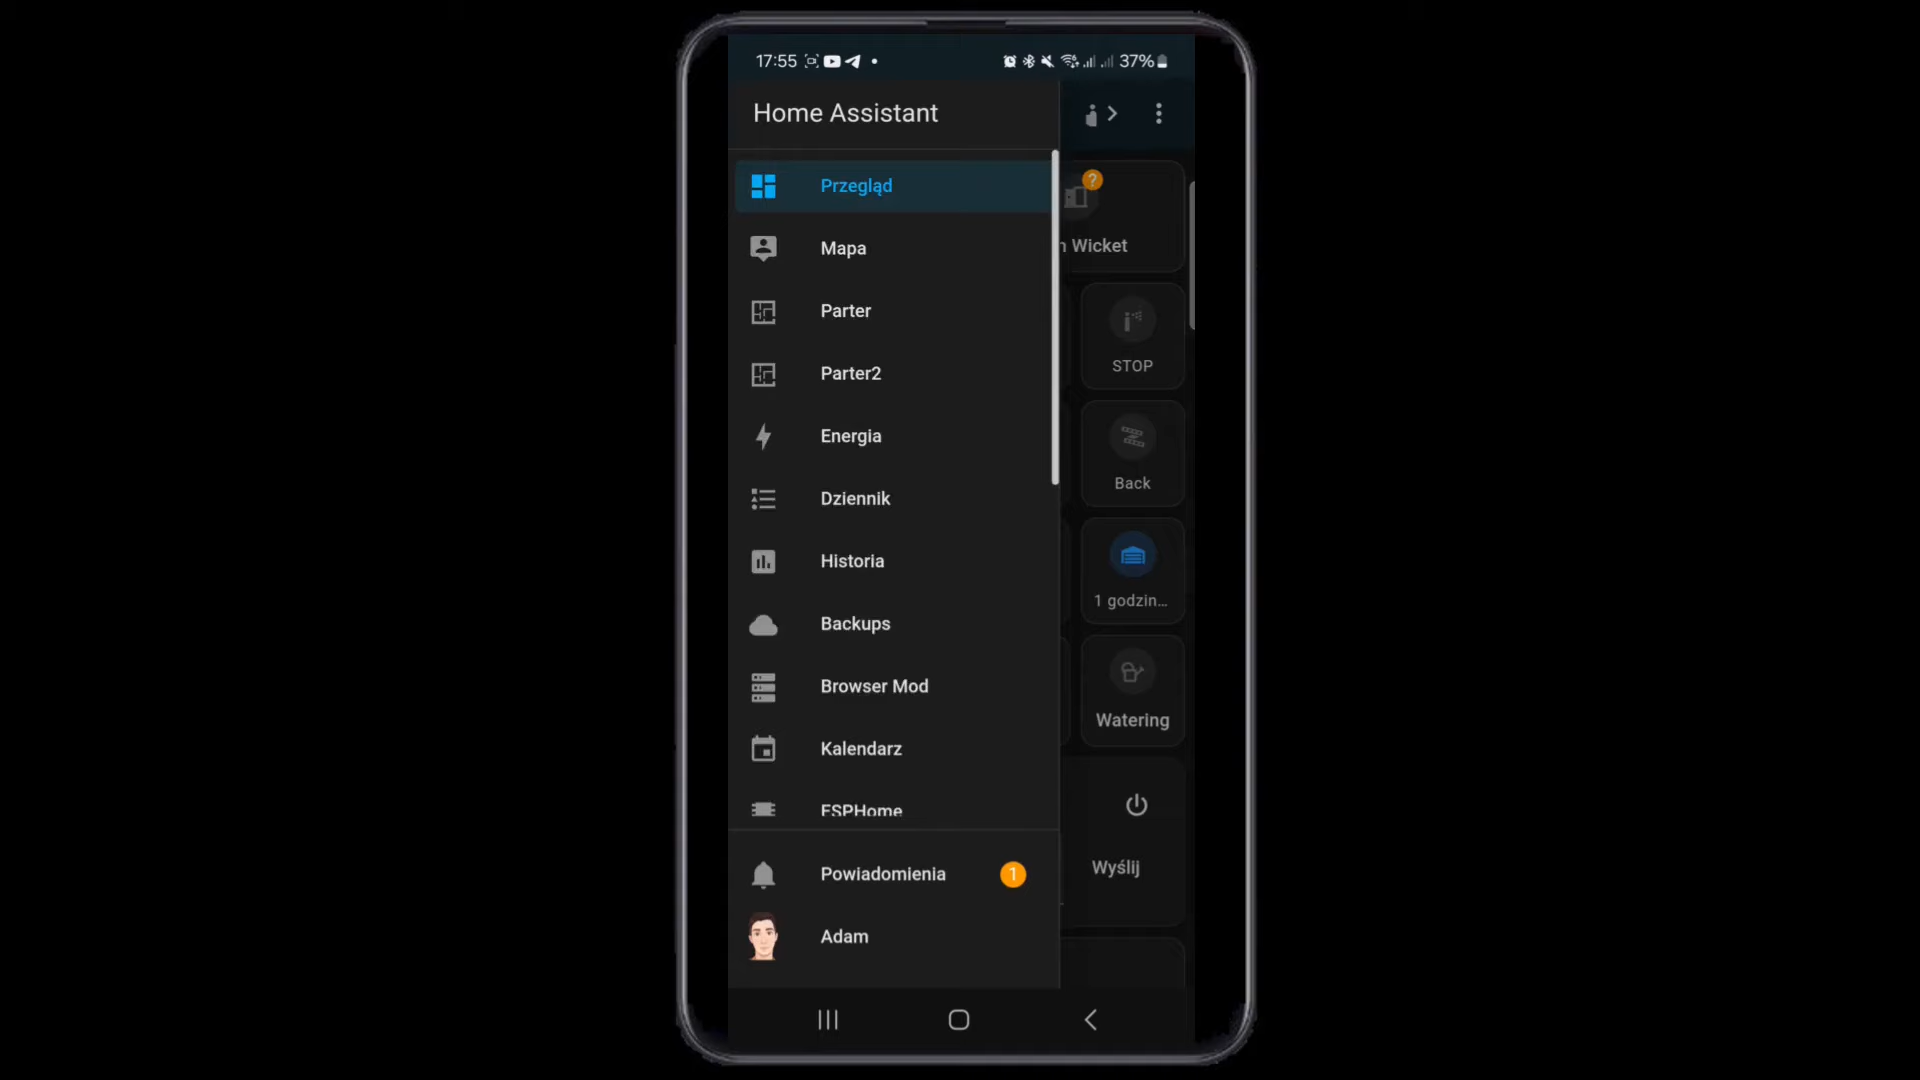 17:55 37%
Home Assistant
Przegląd
Mapa
Parter
Parter2
Energia
Dziennik
Historia
Backups
Browser Mod
Kalendarz
ESPHome
Powiadomienia 1
Adam
?
Wicket
STOP
Back
1 godzin...
Watering
Wyślij